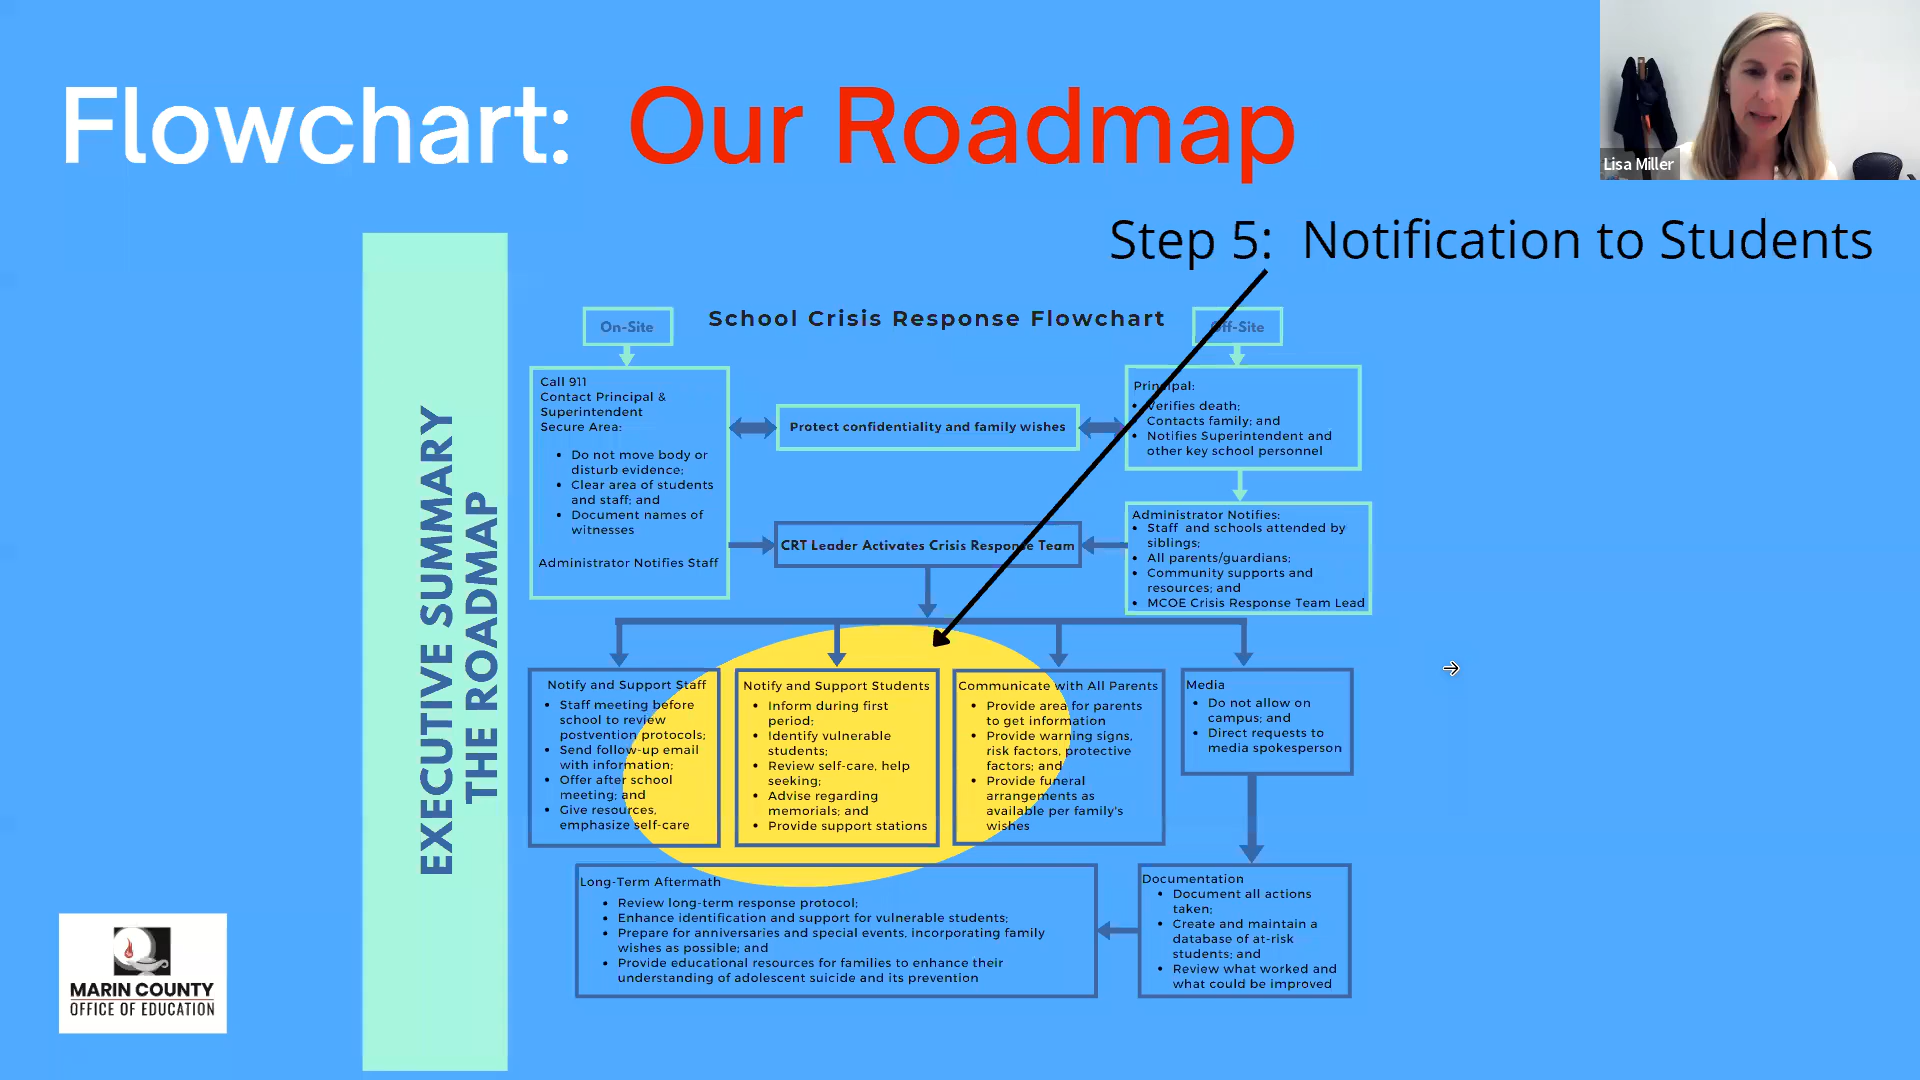 Flowchart: Our Roadmap
Lisa Miller
Step 5: Notification to Students
EXECUTIVE SUMMARY
THE ROADMAP
School Crisis Response Flowchart
On-Site
Off-Site
Call 911
Contact Principal &
Superintendent
Secure Area:
• Do not move body or
disturb evidence;
• Clear area of students
and staff; and
• Document names of
witnesses
Administrator Notifies Staff
Protect confidentiality and family wishes
Principal:
• Verifies death;
• Contacts family; and
• Notifies Superintendent and
other key school personnel
CRT Leader Activates Crisis Response Team
Administrator Notifies:
• Staff and schools attended by
siblings;
• All parents/guardians;
• Community supports and
resources; and
• MCOE Crisis Response Team Lead
Notify and Support Staff
• Staff meeting before
school to review
postvention protocols;
• Send follow-up email
with information;
• Offer after school
meeting; and
• Give resources,
emphasize self-care
Notify and Support Students
• Inform during first
period;
• Identify vulnerable
students;
• Review self-care, help
seeking;
• Advise regarding
memorials; and
• Provide support stations
Communicate with All Parents
• Provide area for parents
to get information
• Provide warning signs,
risk factors, protective
factors; and
• Provide funeral
arrangements as
available per family's
wishes
Media
• Do not allow on
campus; and
• Direct requests to
media spokesperson
Long-Term Aftermath
• Review long-term response protocol;
• Enhance identification and support for vulnerable students;
• Prepare for anniversaries and special events, incorporating family
wishes as possible; and
• Provide educational resources for families to enhance their
understanding of adolescent suicide and its prevention
Documentation
• Document all actions
taken;
• Create and maintain a
database of at-risk
students; and
• Review what worked and
what could be improved
MARIN COUNTY
OFFICE OF EDUCATION